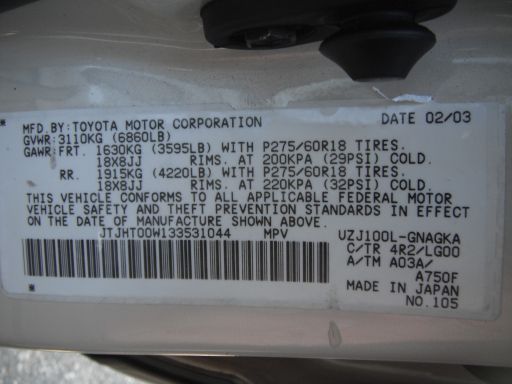 MFD BY: TOYOTA MOTOR CORPORATION DATE 02/03
GVWR: 3110KG (6860LB)
GAWR: FRT. 1630KG (3595LB) WITH P275/60R18 TIRES.
18X8JJ RIMS. AT 200KPA (29PSI) COLD.
RR. 1915KG (4220LB) WITH P275/60R18 TIRES.
18X8JJ RIMS. AT 220KPA (32PSI) COLD.
THIS VEHICLE CONFORMS TO ALL APPLICABLE FEDERAL MOTOR
VEHICLE SAFETY AND THEFT PREVENTION STANDARDS IN EFFECT
ON THE DATE OF MANUFACTURE SHOWN ABOVE.
JTJHT00W133531044 MPV UZJ100L-GNAGKA
C/TR 4R2/LG00
A/TM A03A/
A750F
MADE IN JAPAN
NO.105